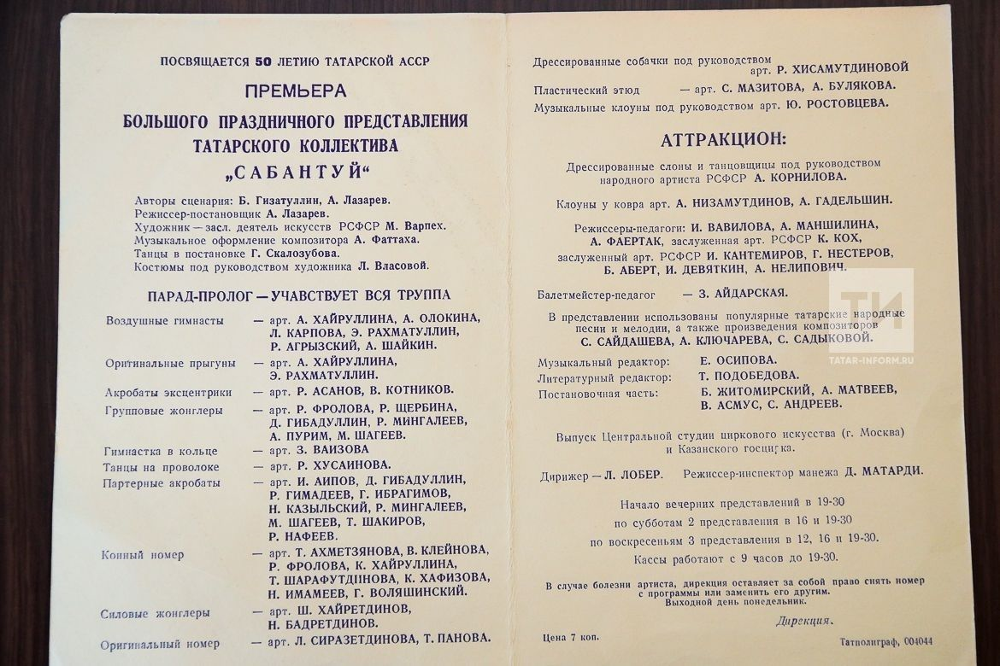 ПОСВЯЩАЕТСЯ 50 ЛЕТИЮ ТАТАРСКОЙ АССР
ПРЕМЬЕРА
БОЛЬШОГО ПРАЗДНИЧНОГО ПРЕДСТАВЛЕНИЯ
ТАТАРСКОГО КОЛЛЕКТИВА
„САБАНТУЙ“
Авторы сценария: Б. Гизатуллин, А. Лазарев.
Режиссер-постановщик А. Лазарев.
Художник — засл. деятель искусств РСФСР М. Варпех.
Музыкальное оформление композитора А. Фаттаха.
Танцы в постановке Г. Скалозубова.
Костюмы под руководством художника Л. Власовой.
ПАРАД-ПРОЛОГ — УЧАВСТВУЕТ ВСЯ ТРУППА
Воздушные гимнасты — арт. А. ХАЙРУЛЛИНА, А. ОЛОКИНА,
Л. КАРПОВА, Э. РАХМАТУЛЛИН,
Р. АГРЫЗСКИЙ, А. ШАЙКИН.
Оригинальные прыгуны — арт. А. ХАЙРУЛЛИНА,
Э. РАХМАТУЛЛИН.
Акробаты эксцентрики — арт. Р. АСАНОВ, В. КОТНИКОВ.
Групповые жонглеры — арт. Р. ФРОЛОВА, Р. ЩЕРБИНА,
Д. ГИБАДУЛЛИН, Р. МИНГАЛЕЕВ,
А. ПУРИМ, М. ШАГЕЕВ.
Гимнастка в кольце — арт. З. ВАИЗОВА
Танцы на проволоке — арт. Р. ХУСАИНОВА.
Партерные акробаты — арт. И. АИПОВ, Д. ГИБАДУЛЛИН,
Р. ГИМАДЕЕВ, Г. ИБРАГИМОВ,
Н. КАЗЫЛЬСКИЙ, Р. МИНГАЛЕЕВ,
М. ШАГЕЕВ, Т. ШАКИРОВ,
Р. НАФЕЕВ.
Конный номер — арт. Т. АХМЕТЗЯНОВА, В. КЛЕЙНОВА,
Р. ФРОЛОВА, К. ХАЙРУЛЛИНА,
Т. ШАРАФУТДИНОВА, К. ХАФИЗОВА,
Н. ИМАМЕЕВ, Г. ВОЛЯШИНСКИЙ.
Силовые жонглеры — арт. Ш. ХАЙРЕТДИНОВ,
Н. БАДРЕТДИНОВ.
Оригинальный номер — арт. Л. СИРАЗЕТДИНОВА, Т. ПАНОВА.
Дрессированные собачки под руководством
арт. Р. ХИСАМУТДИНОВОЙ
Пластический этюд — арт. С. МАЗИТОВА, А. БУЛЯКОВА.
Музыкальные клоуны под руководством арт. Ю. РОСТОВЦЕВА.
АТТРАКЦИОН:
Дрессированные слоны и танцовщицы под руководством
народного артиста РСФСР А. КОРНИЛОВА.
Клоуны у ковра арт. А. НИЗАМУТДИНОВ, А. ГАДЕЛЬШИН.
Режиссеры-педагоги: И. ВАВИЛОВА, А. МАНШИЛИНА,
А. ФАЕРТАК, заслуженная арт. РСФСР К. КОХ,
заслуженный арт. РСФСР И. КАНТЕМИРОВ, Г. НЕСТЕРОВ,
Б. АБЕРТ, И. ДЕВЯТКИН, А. НЕЛИПОВИЧ.
Балетмейстер-педагог — З. АЙДАРСКАЯ.
В представлении использованы популярные татарские народные
песни и мелодии, а также произведения композиторов
С. САЙДАШЕВА, А. КЛЮЧАРЕВА, С. САДЫКОВОЙ.
ТИ
TATAR-INFORM.RU
Музыкальный редактор: Е. ОСИПОВА.
Литературный редактор: Т. ПОДОБЕДОВА.
Постановочная часть: Б. ЖИТОМИРСКИЙ, А. МАТВЕЕВ,
В. АСМУС, С. АНДРЕЕВ.
Выпуск Центральной студии циркового искусства (г. Москва)
и Казанского госцирка.
Дирижер — Л. ЛОБЕР. Режиссер-инспектор манежа Д. МАТАРДИ.
Начало вечерних представлений в 19-30
по субботам 2 представления в 16 и 19-30
по воскресеньям 3 представления в 12, 16 и 19-30.
Кассы работают с 9 часов до 19-30.
В случае болезни артиста, дирекция оставляет за собой право снять номер
с программы или заменить его другим.
Выходной день понедельник.
Дирекция.
Цена 7 коп.
Татполиграф, 004044